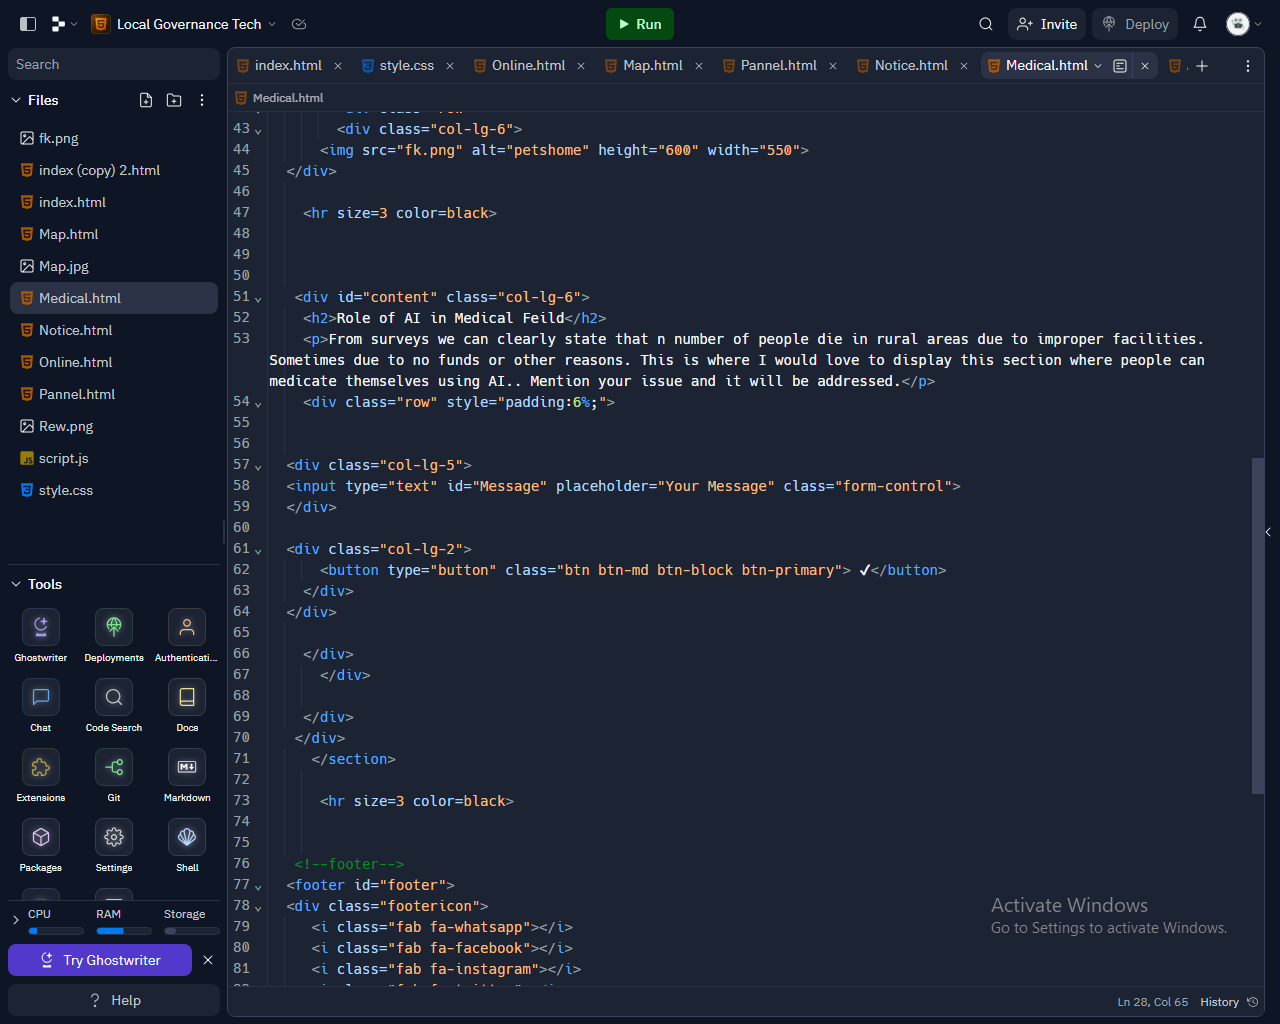 Local Governance Tech
Run
Invite
Deploy
Search
index.html
style.css
Online.html
Map.html
Pannel.html
Notice.html
Medical.html
Files
Medical.html
fk.png
index (copy) 2.html
index.html
Map.html
Map.jpg
Medical.html
Notice.html
Online.html
Pannel.html
Rew.png
script.js
style.css
Tools
Ghostwriter
Deployments
Authenticati...
Chat
Code Search
Docs
Extensions
Git
Markdown
Packages
Settings
Shell
CPU
RAM
Storage
Try Ghostwriter
Help
43 <div class="col-lg-6">
44 <img src="fk.png" alt="petshome" height="600" width="550">
45 </div>
46
47 <hr size=3 color=black>
48
49
50
51 <div id="content" class="col-lg-6">
52 <h2>Role of AI in Medical Feild</h2>
53 <p>From surveys we can clearly state that n number of people die in rural areas due to improper facilities.
Sometimes due to no funds or other reasons. This is where I would love to display this section where people can
medicate themselves using AI.. Mention your issue and it will be addressed.</p>
54 <div class="row" style="padding:6%;">
55
56
57 <div class="col-lg-5">
58 <input type="text" id="Message" placeholder="Your Message" class="form-control">
59 </div>
60
61 <div class="col-lg-2">
62 <button type="button" class="btn btn-md btn-block btn-primary"> ✔</button>
63 </div>
64 </div>
65
66 </div>
67 </div>
68
69 </div>
70 </div>
71 </section>
72
73 <hr size=3 color=black>
74
75
76 <!--footer-->
77 <footer id="footer">
78 <div class="footericon">
79 <i class="fab fa-whatsapp"></i>
80 <i class="fab fa-facebook"></i>
81 <i class="fab fa-instagram"></i>
Activate Windows
Go to Settings to activate Windows.
Ln 28, Col 65
History